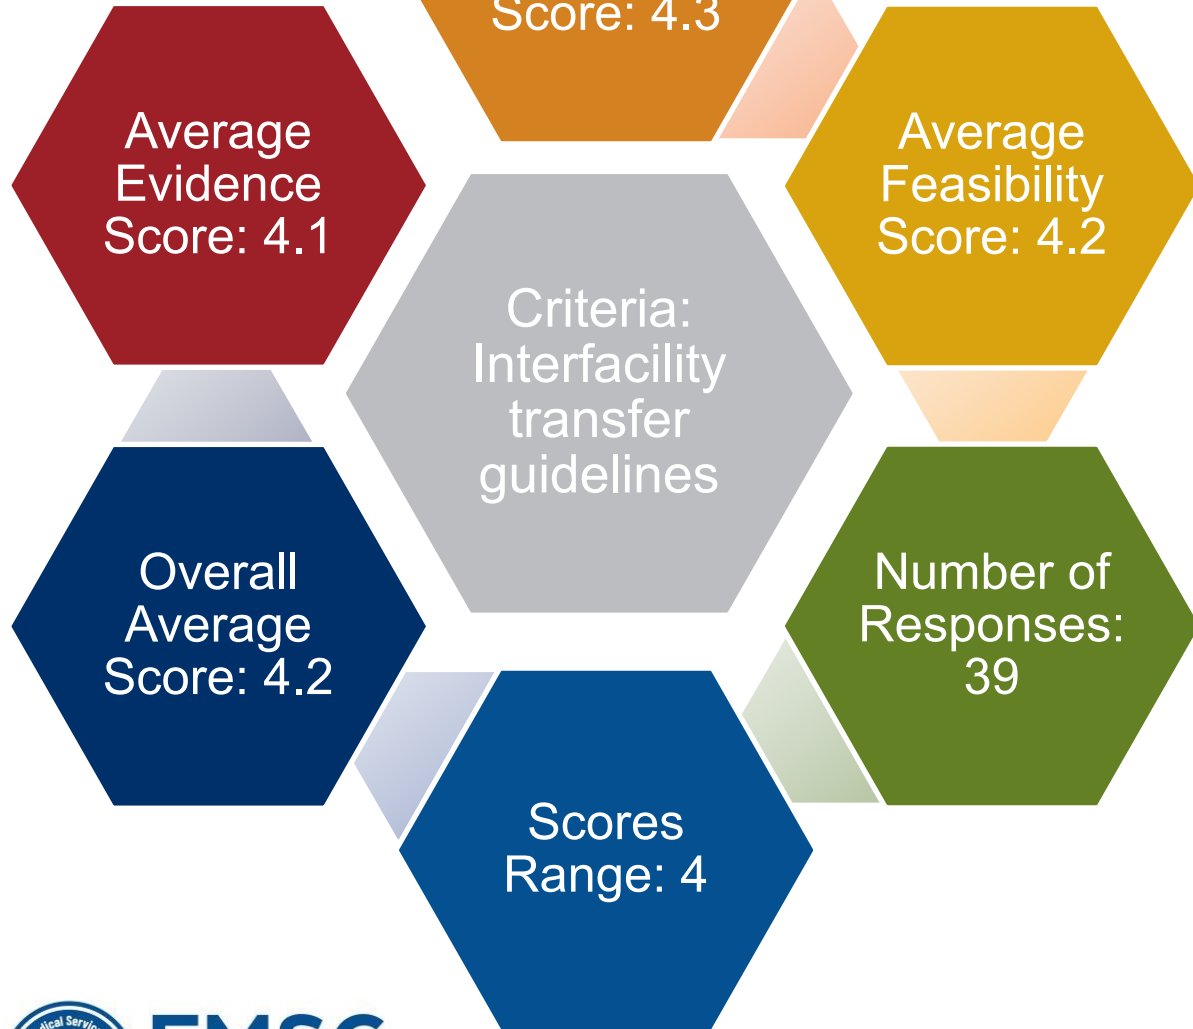 Score: 4.3
Average
Evidence
Score: 4.1
Average
Feasibility
Score: 4.2
Criteria:
Interfacility
transfer
guidelines
Overall
Average
Score: 4.2
Number of
Responses:
39
Scores
Range: 4